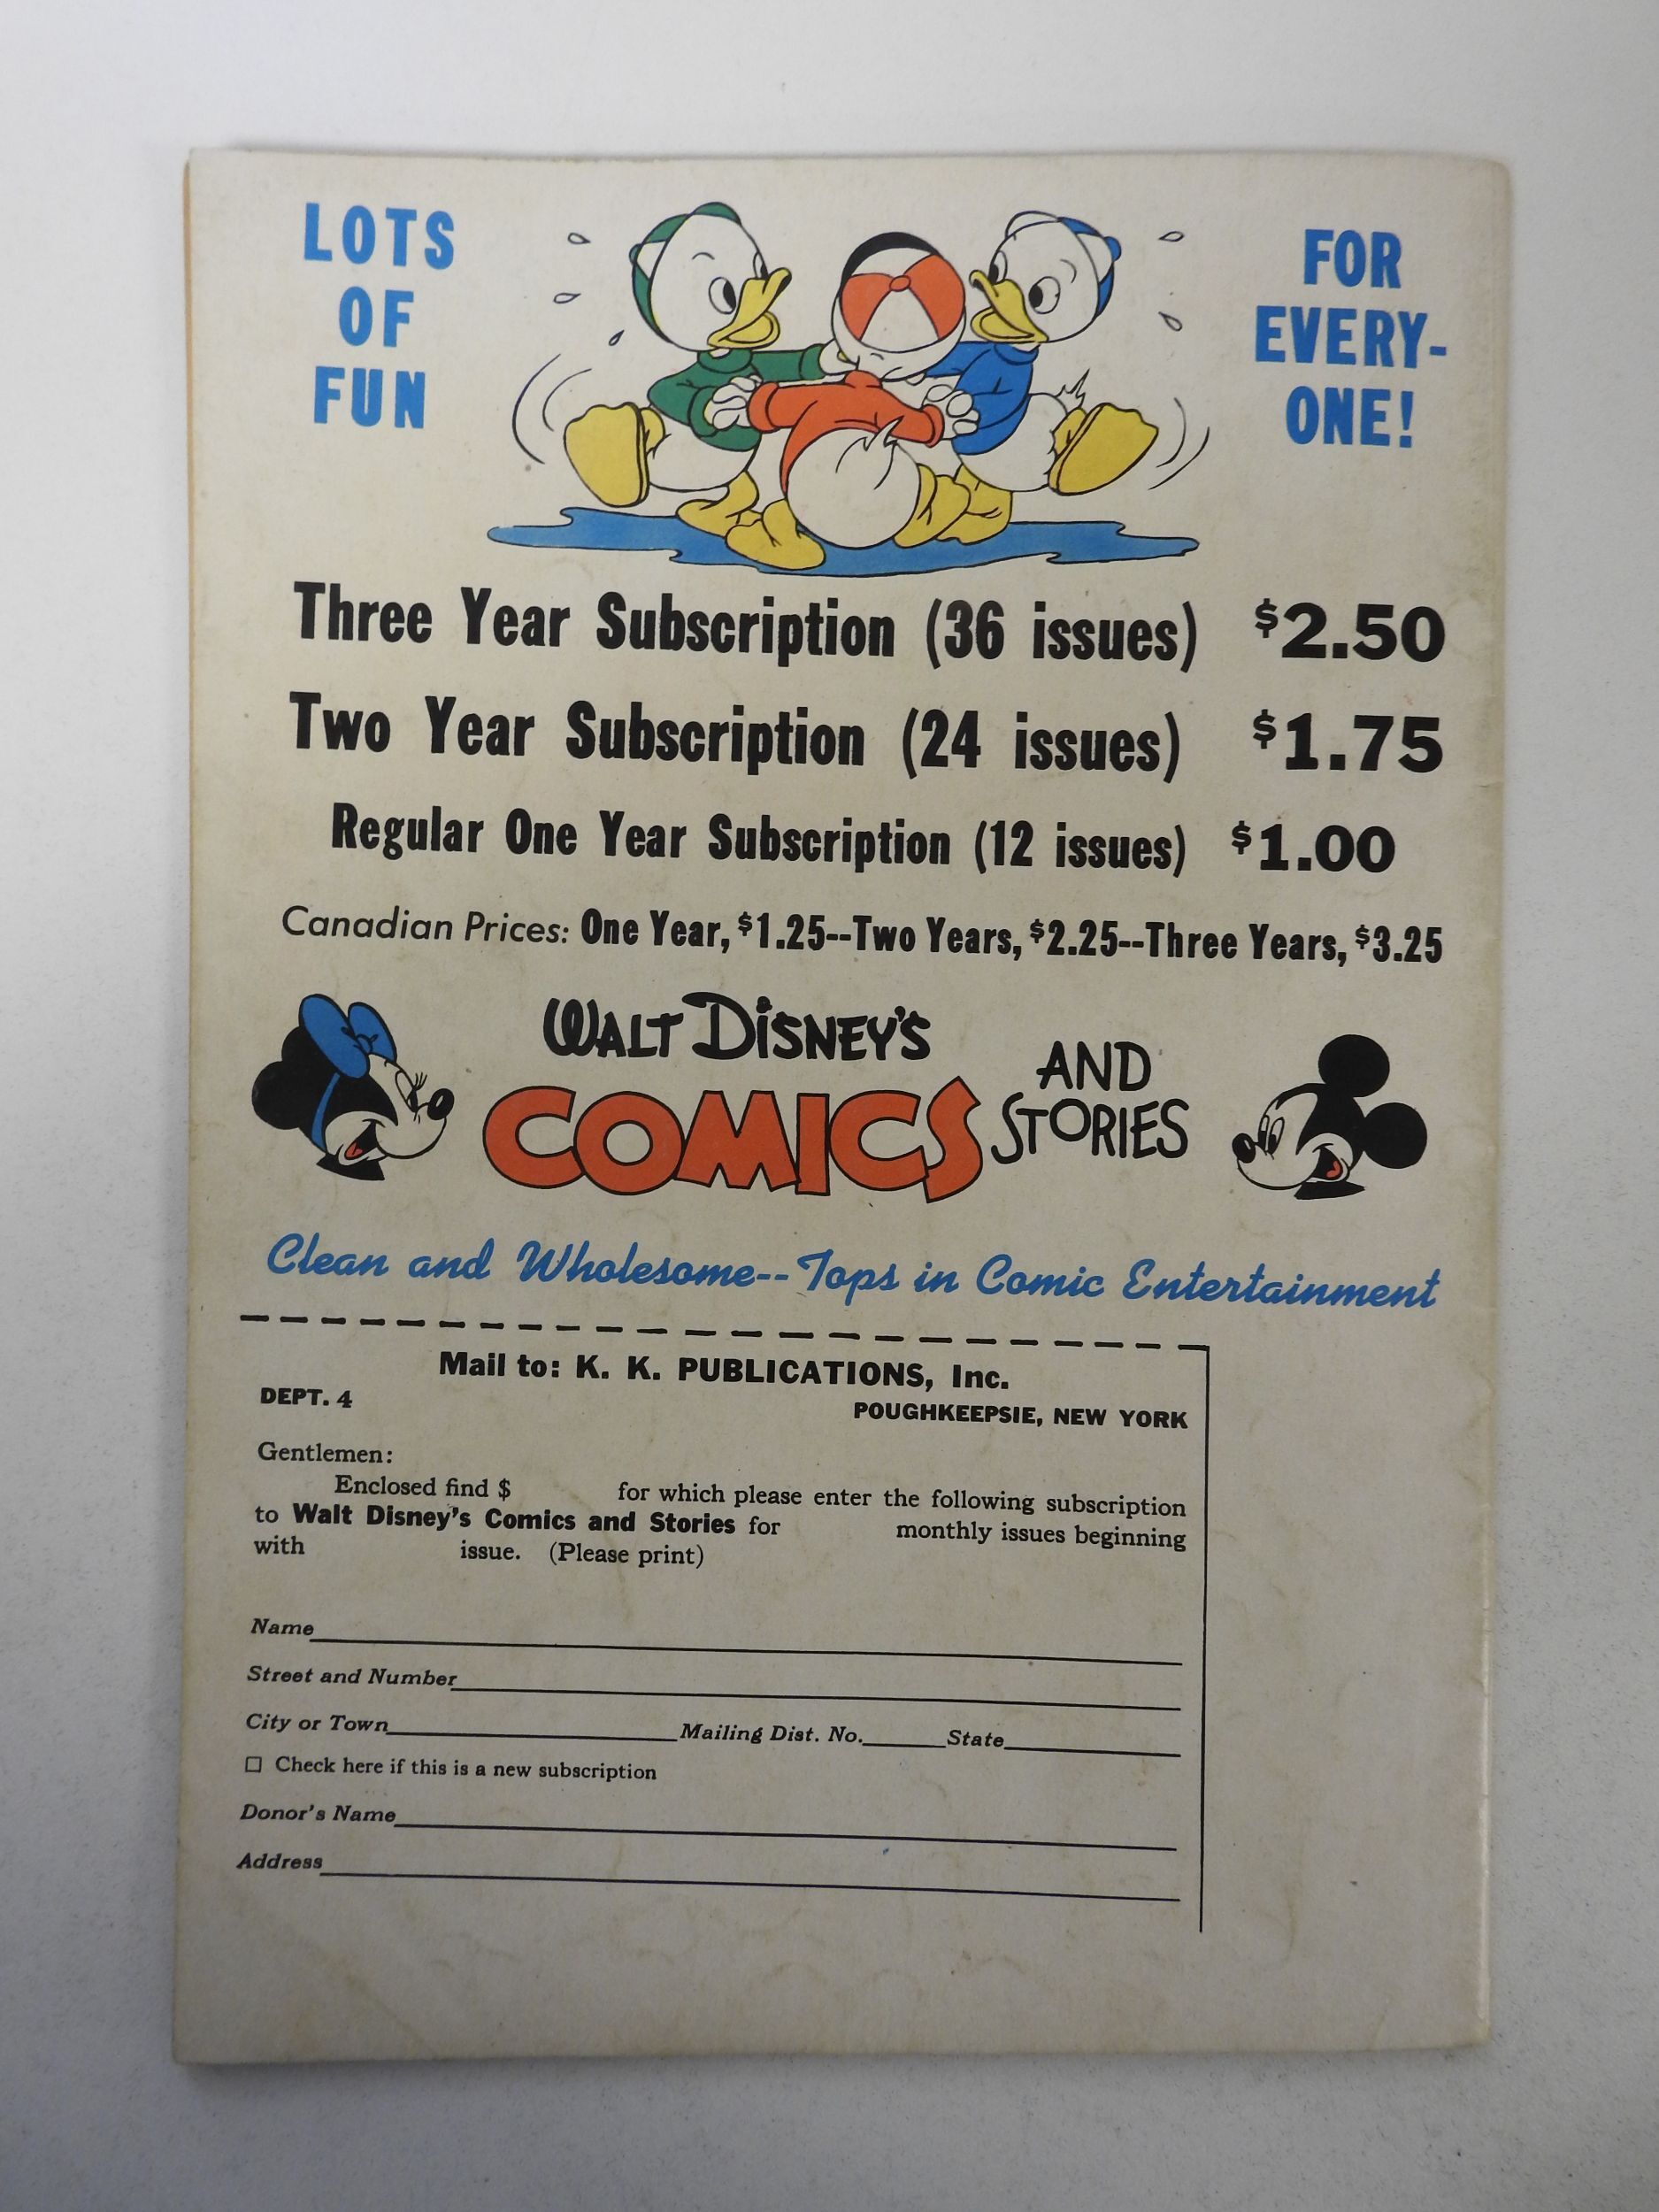 LOTS
OF
FUN
FOR
EVERY-
ONE!
Three Year Subscription (36 issues) $2.50
Two Year Subscription (24 issues) $1.75
Regular One Year Subscription (12 issues) $1.00
Canadian Prices: One Year, $1.25--Two Years, $2.25--Three Years, $3.25
WALT DISNEY'S
COMICS
AND
STORIES
Clean and Wholesome--Tops in Comic Entertainment
Mail to: K. K. PUBLICATIONS, Inc.
DEPT. 4
POUGHKEEPSIE, NEW YORK
Gentlemen:
Enclosed find $ for which please enter the following subscription
to Walt Disney's Comics and Stories for monthly issues beginning
with issue. (Please print)
Name
Street and Number
City or Town Mailing Dist. No. State
☐ Check here if this is a new subscription
Donor's Name
Address